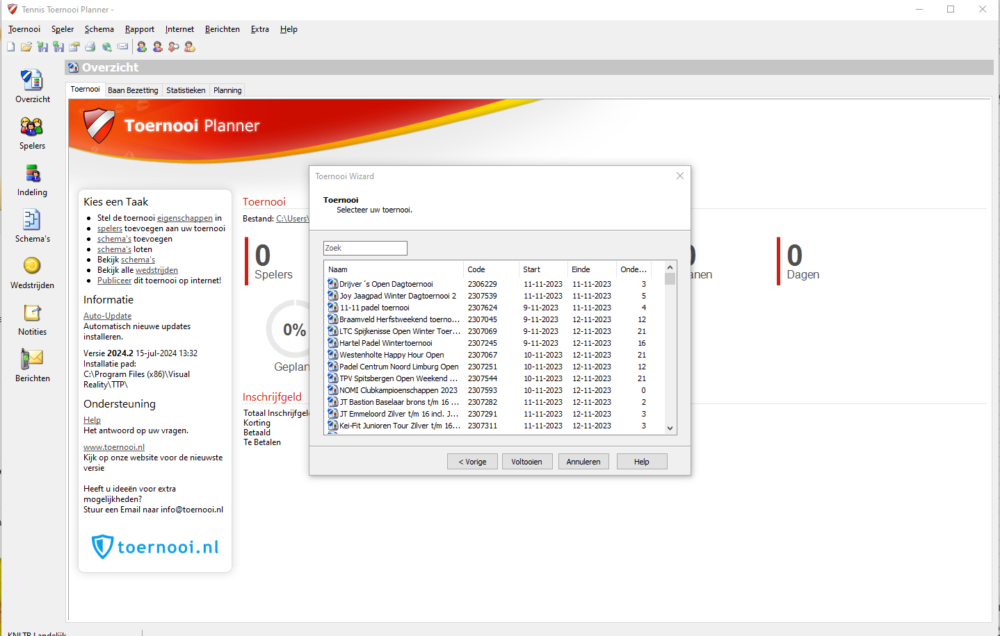 Tennis Toernooi Planner -
Toernooi Speler Schema Rapport Internet Berichten Extra Help
Overzicht
Toernooi Baan Bezetting Statistieken Planning
Overzicht
Spelers
Indeling
Schema's
Wedstrijden
Notities
Berichten
Toernooi Planner
Kies een Taak
Stel de toernooi eigenschappen in
spelers toevoegen aan uw toernooi
schema's toevoegen
schema's loten
Bekijk schema's
Bekijk alle wedstrijden
Publiceer dit toernooi op internet!
Informatie
Auto-Update
Automatisch nieuwe updates
installeren.
Versie 2024.2 15-jul-2024 13:32
Installatie pad:
C:\Program Files (x86)\Visual
Reality\TTP\
Ondersteuning
Help
Het antwoord op uw vragen.
www.toernooi.nl
Kijk op onze website voor de nieuwste
versie
Heeft u ideeën voor extra
mogelijkheden?
Stuur een Email naar info@toernooi.nl
toernooi.nl
Toernooi
Bestand: C:\Users\
0
Spelers
0%
Geplan
Inschrijfgeld
Totaal Inschrijfgel
Korting
Betaald
Te Betalen
anen
0
Dagen
Toernooi Wizard
Toernooi
Selecteer uw toernooi.
Zoek
Naam Code Start Einde Onde...
Drijver ´s Open Dagtoernooi 2306229 11-11-2023 11-11-2023 3
Joy Jaagpad Winter Dagtoernooi 2 2307539 11-11-2023 11-11-2023 5
11-11 padel toernooi 2307624 9-11-2023 11-11-2023 4
Braamveld Herfstweekend toerno... 2307045 9-11-2023 12-11-2023 12
LTC Spijkenisse Open Winter Toer... 2307069 9-11-2023 12-11-2023 21
Hartel Padel Wintertoernooi 2307245 9-11-2023 12-11-2023 16
Westenholte Happy Hour Open 2307067 10-11-2023 12-11-2023 21
Padel Centrum Noord Limburg Open 2307251 10-11-2023 12-11-2023 12
TPV Spitsbergen Open Weekend ... 2307544 10-11-2023 12-11-2023 21
NOMI Clubkampioenschappen 2023 2307593 10-11-2023 12-11-2023 0
JT Bastion Baselaar brons t/m 16 ... 2307282 11-11-2023 12-11-2023 2
JT Emmeloord Zilver t/m 16 incl. J... 2307291 11-11-2023 12-11-2023 3
Kei-Fit Junioren Tour Zilver t/m 16... 2307311 11-11-2023 12-11-2023 3
< Vorige Voltooien Annuleren Help
KNLTB Landelijk